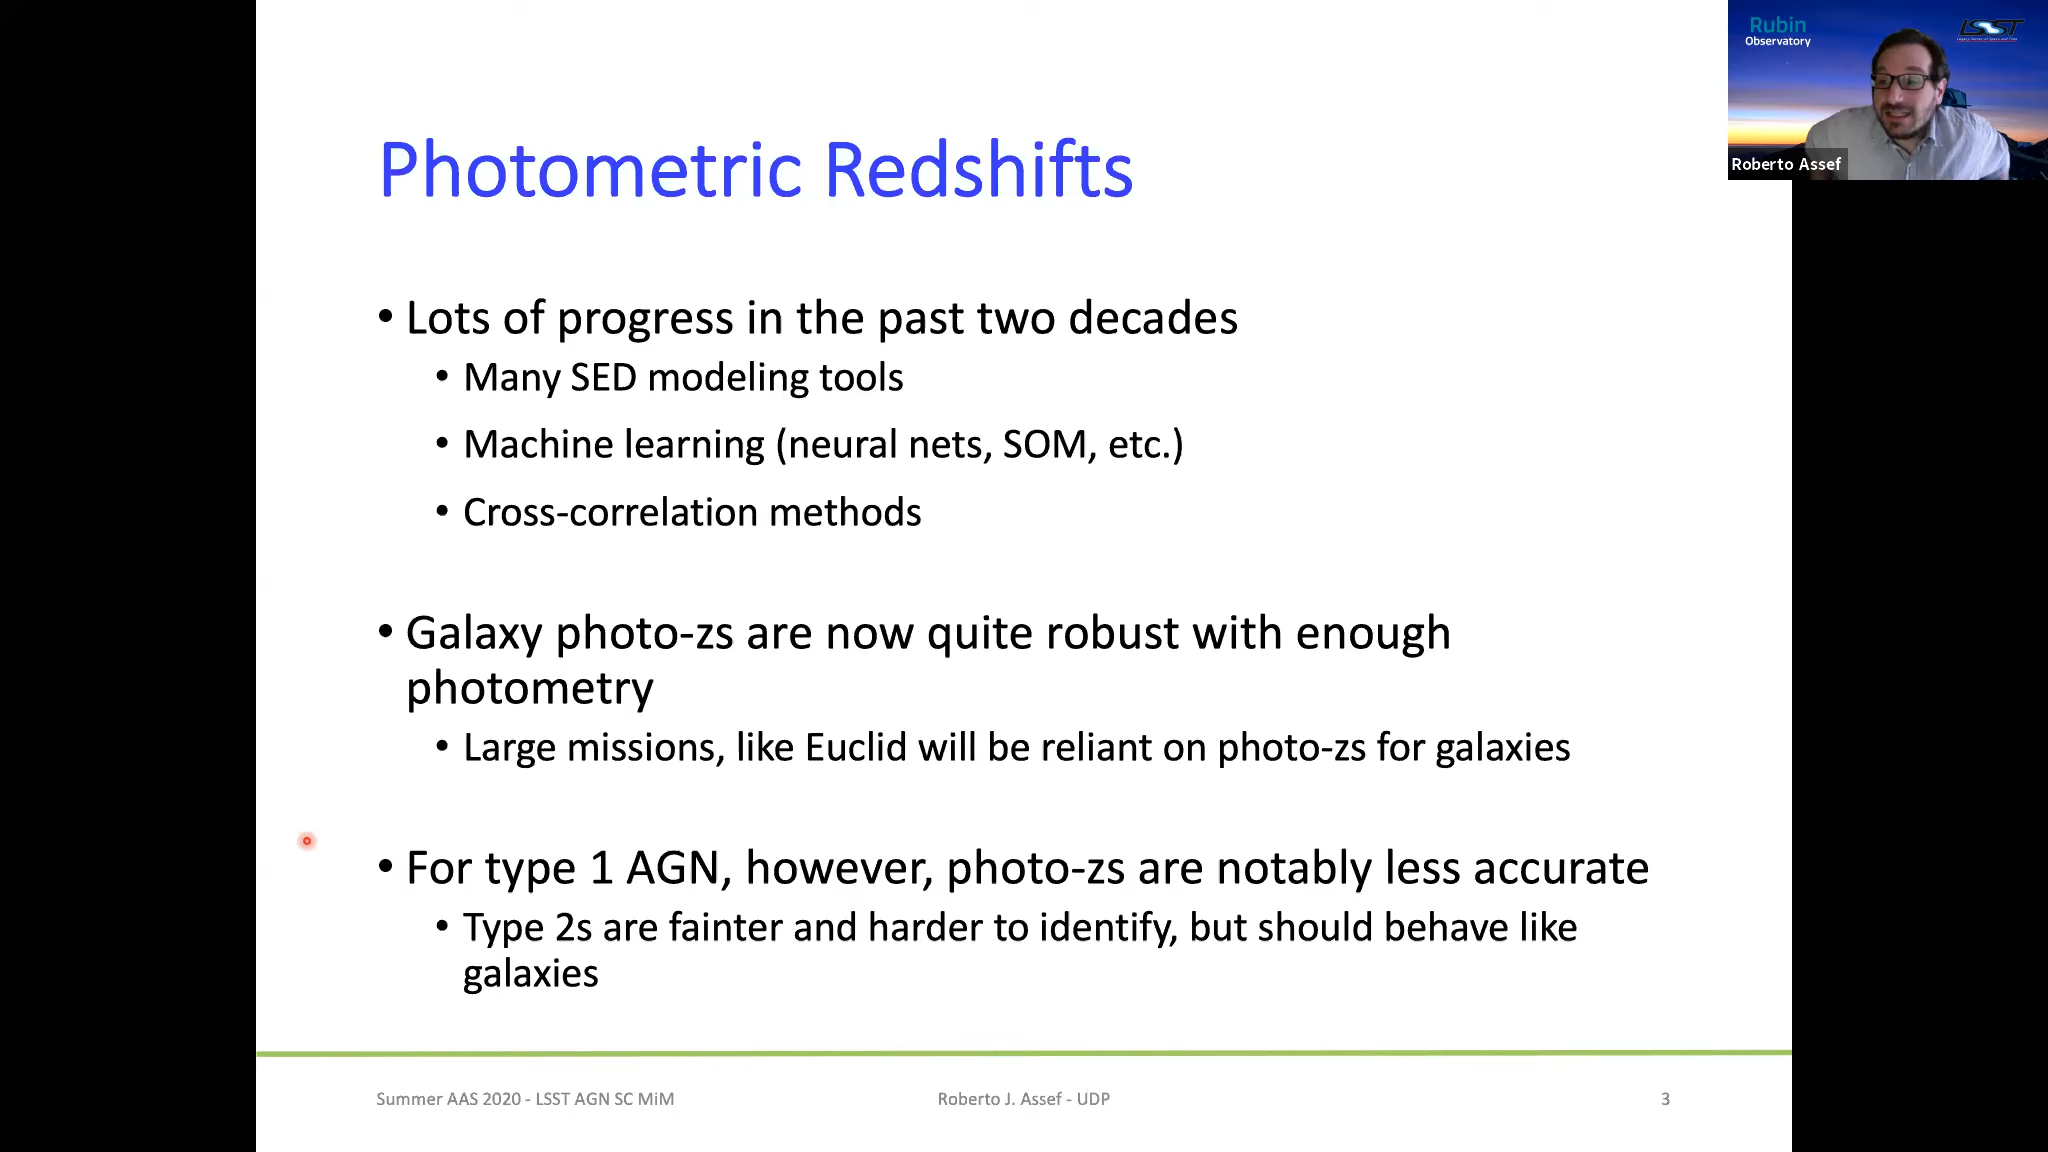 Rubin
Observatory
LSST
Roberto Assef
Photometric Redshifts
• Lots of progress in the past two decades
• Many SED modeling tools
• Machine learning (neural nets, SOM, etc.)
• Cross-correlation methods
• Galaxy photo-zs are now quite robust with enough
photometry
• Large missions, like Euclid will be reliant on photo-zs for galaxies
• For type 1 AGN, however, photo-zs are notably less accurate
• Type 2s are fainter and harder to identify, but should behave like
galaxies
Summer AAS 2020 - LSST AGN SC MiM
Roberto J. Assef - UDP
3